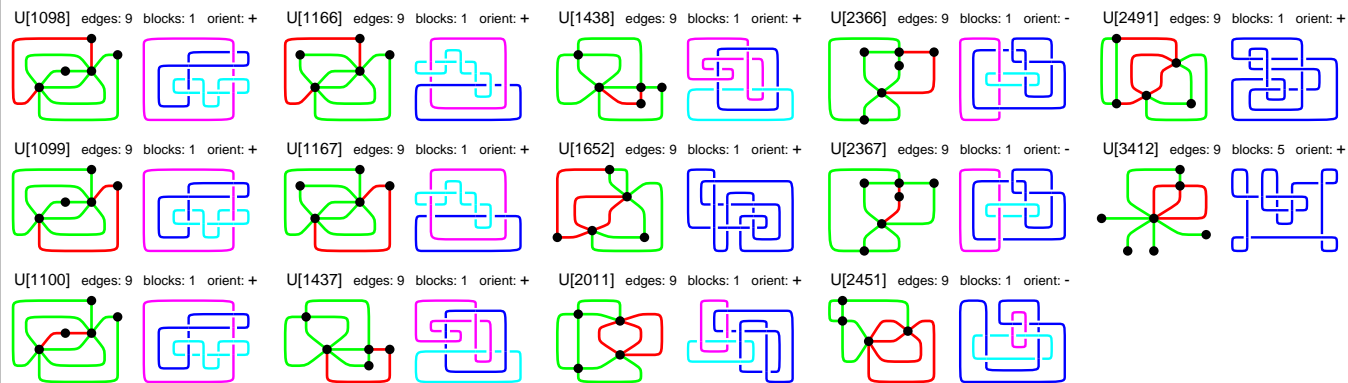 U[1098] edges: 9 blocks: 1 orient: +
U[1166] edges: 9 blocks: 1 orient: +
U[1438] edges: 9 blocks: 1 orient: +
U[2366] edges: 9 blocks: 1 orient: -
U[2491] edges: 9 blocks: 1 orient: +
U[1099] edges: 9 blocks: 1 orient: +
U[1167] edges: 9 blocks: 1 orient: +
U[1652] edges: 9 blocks: 1 orient: +
U[2367] edges: 9 blocks: 1 orient: -
U[3412] edges: 9 blocks: 5 orient: +
U[1100] edges: 9 blocks: 1 orient: +
U[1437] edges: 9 blocks: 1 orient: +
U[2011] edges: 9 blocks: 1 orient: +
U[2451] edges: 9 blocks: 1 orient: -